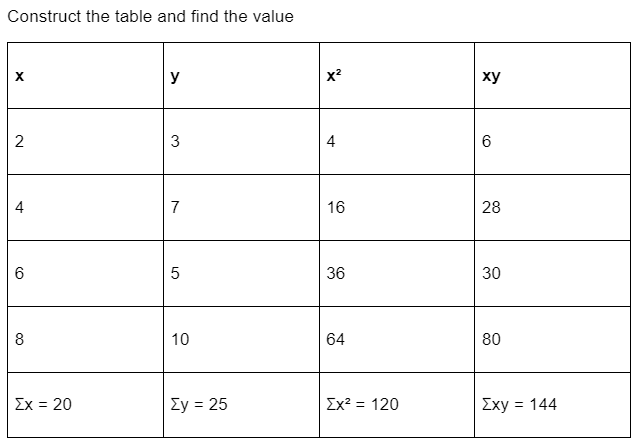 Construct the table and find the value
x y x² xy
2 3 4 6
4 7 16 28
6 5 36 30
8 10 64 80
Σx = 20 Σy = 25 Σx² = 120 Σxy = 144